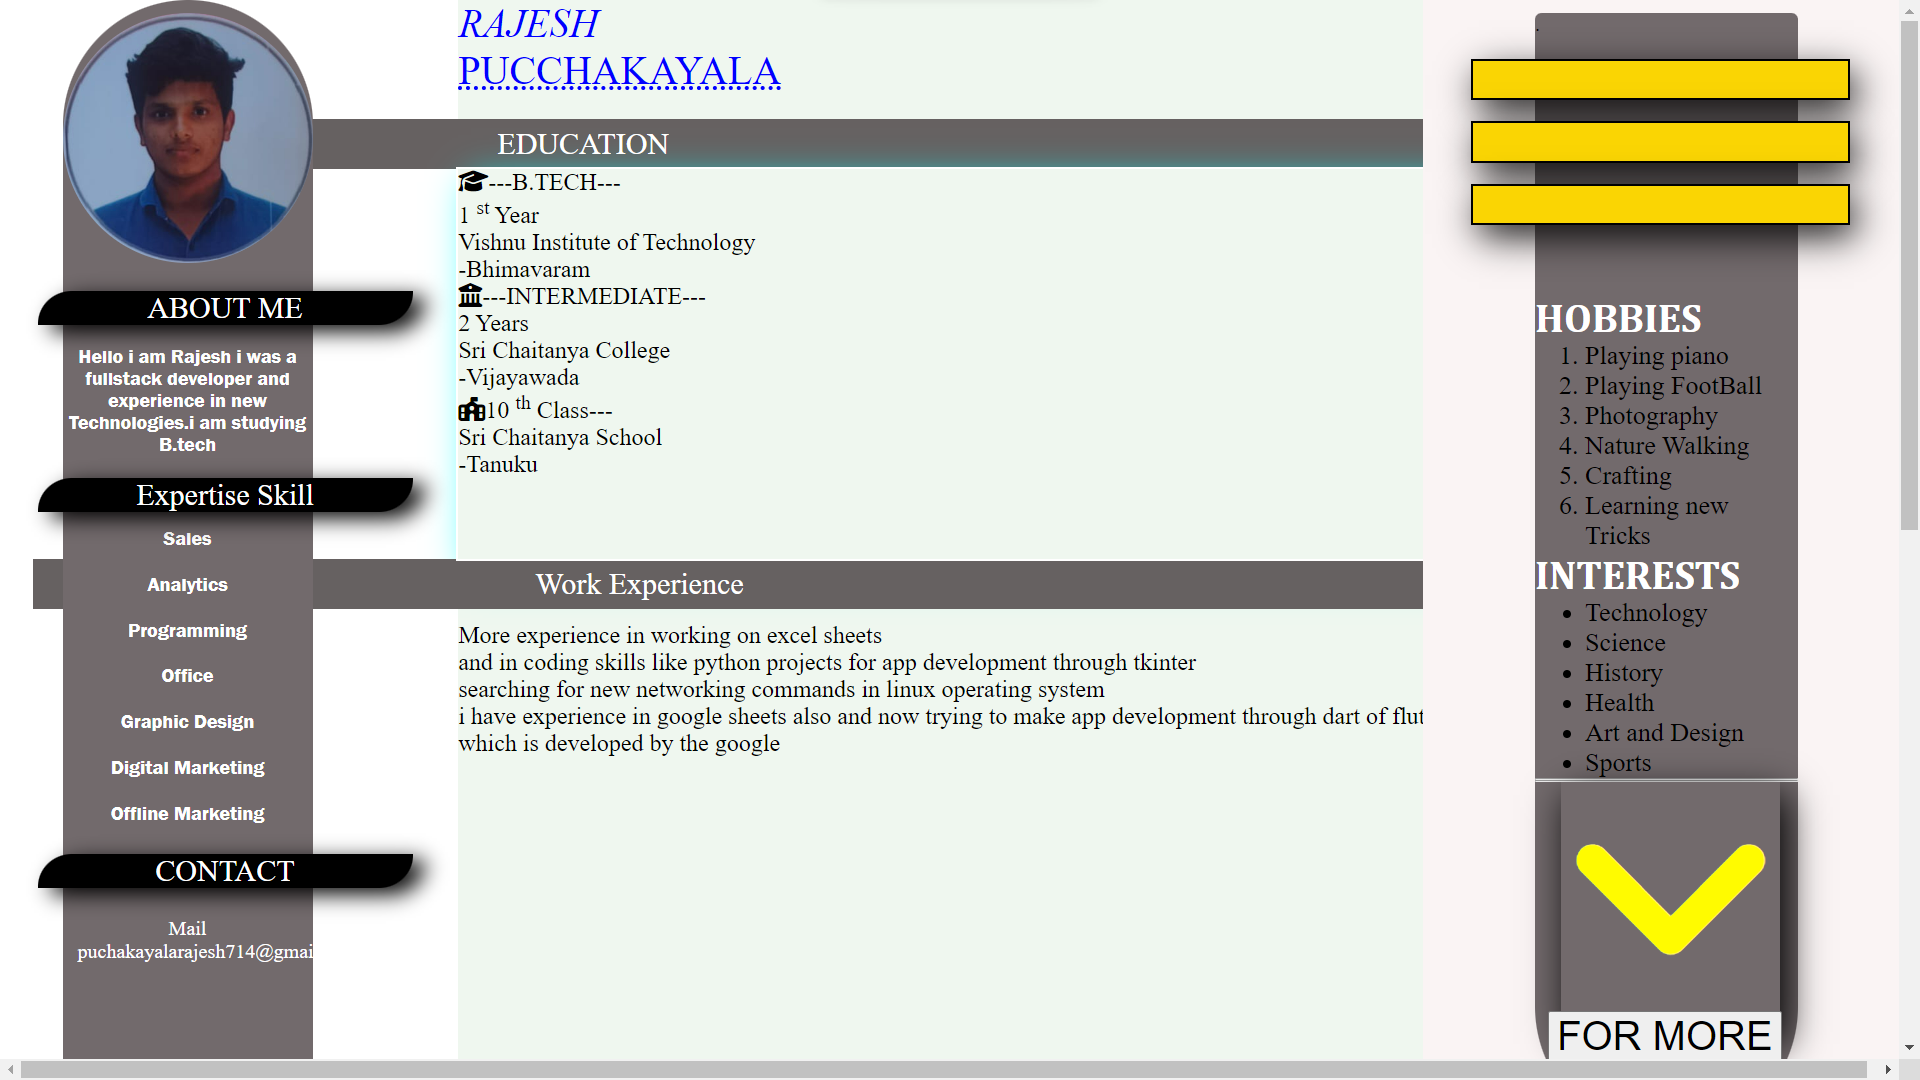 RAJESH
PUCCHAKAYALA
ABOUT ME
Hello i am Rajesh i was a
fullstack developer and
experience in new
Technologies.i am studying
B.tech
Expertise Skill
Sales
Analytics
Programming
Office
Graphic Design
Digital Marketing
Offline Marketing
CONTACT
Mail
puchakayalarajesh714@gmai
EDUCATION
---B.TECH---
1 st Year
Vishnu Institute of Technology
-Bhimavaram
---INTERMEDIATE---
2 Years
Sri Chaitanya College
-Vijayawada
10 th Class---
Sri Chaitanya School
-Tanuku
Work Experience
More experience in working on excel sheets
and in coding skills like python projects for app development through tkinter
searching for new networking commands in linux operating system
i have experience in google sheets also and now trying to make app development through dart of flut
which is developed by the google
.
HOBBIES
1. Playing piano
2. Playing FootBall
3. Photography
4. Nature Walking
5. Crafting
6. Learning new
Tricks
INTERESTS
• Technology
• Science
• History
• Health
• Art and Design
• Sports
FOR MORE